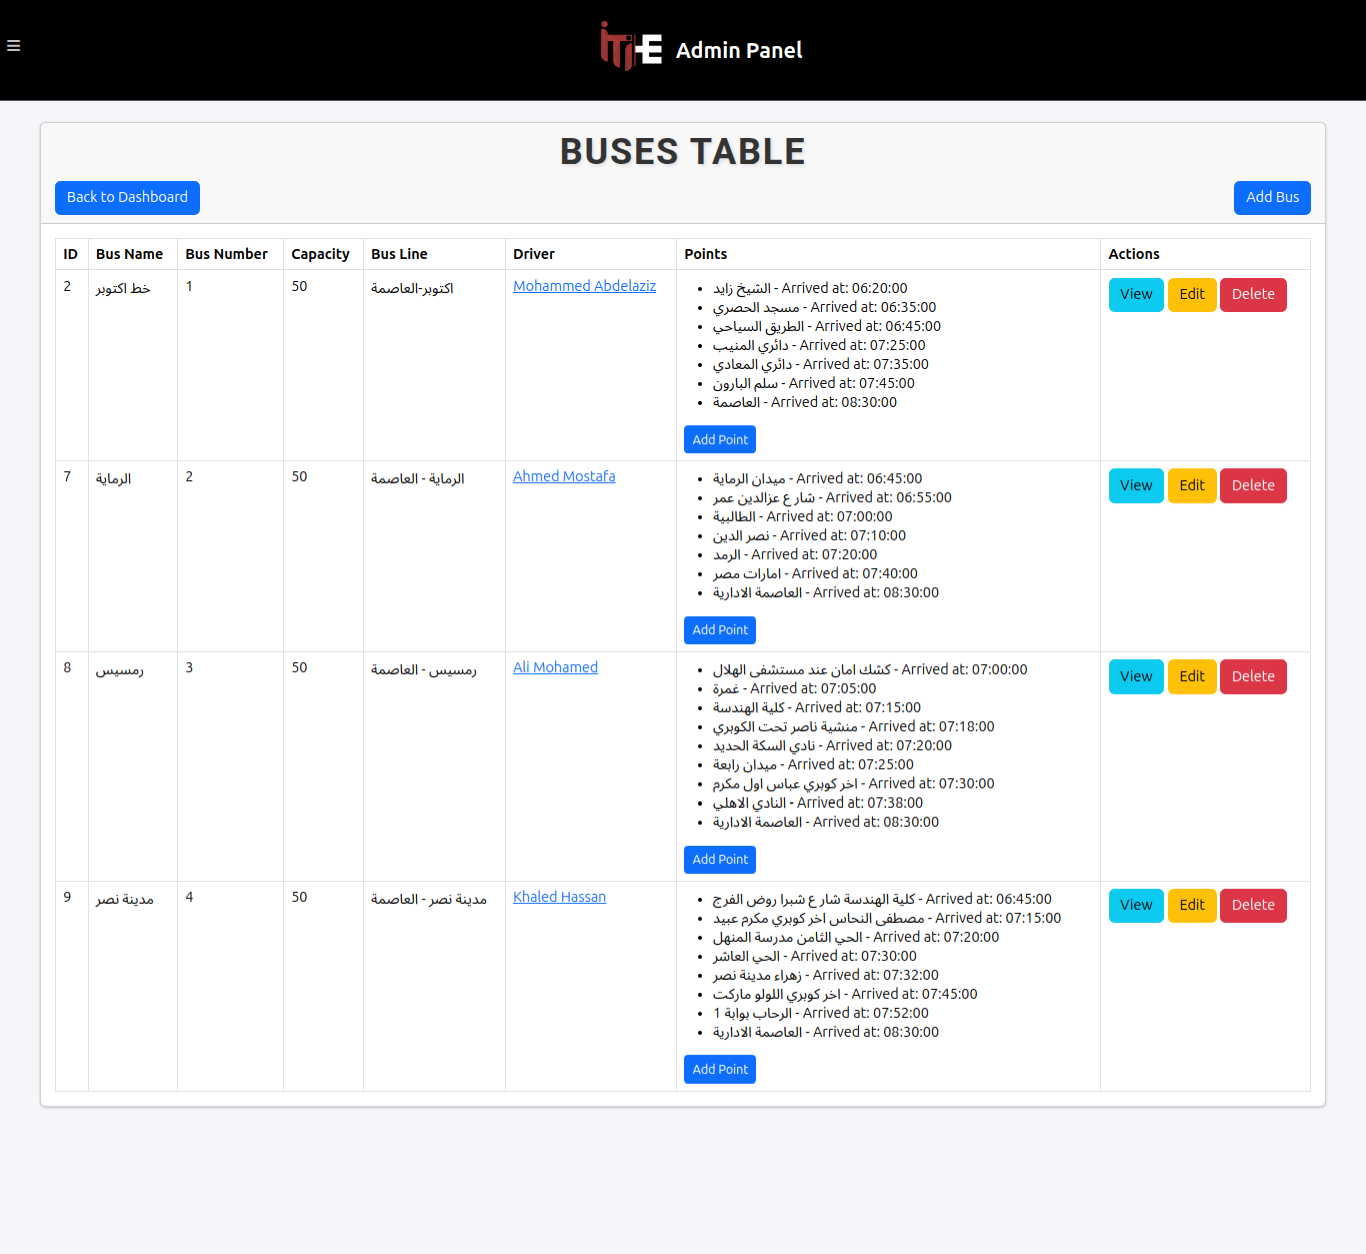 iTi-E Admin Panel
BUSES TABLE
Back to Dashboard
Add Bus
ID Bus Name Bus Number Capacity Bus Line Driver Points Actions
2 خط اكتوبر 1 50 اكتوبر-العاصمة Mohammed Abdelaziz
الشيخ زايد - Arrived at: 06:20:00
مسجد الحصري - Arrived at: 06:35:00
الطريق السياحي - Arrived at: 06:45:00
دائري المنيب - Arrived at: 07:25:00
دائري المعادي - Arrived at: 07:35:00
سلم البارون - Arrived at: 07:45:00
العاصمة - Arrived at: 08:30:00
Add Point
View Edit Delete
7 الرماية 2 50 الرماية - العاصمة Ahmed Mostafa
ميدان الرماية - Arrived at: 06:45:00
شارع عزالدين عمر - Arrived at: 06:55:00
الطالبية - Arrived at: 07:00:00
نصر الدين - Arrived at: 07:10:00
الرمد - Arrived at: 07:20:00
امارات مصر - Arrived at: 07:40:00
العاصمة الادارية - Arrived at: 08:30:00
Add Point
View Edit Delete
8 رمسيس 3 50 رمسيس - العاصمة Ali Mohamed
كشك امان عند مستشفى الهلال - Arrived at: 07:00:00
غمرة - Arrived at: 07:05:00
كلية الهندسة - Arrived at: 07:15:00
منشية ناصر تحت الكوبري - Arrived at: 07:18:00
نادي السكة الحديد - Arrived at: 07:20:00
ميدان رابعة - Arrived at: 07:25:00
اخر كوبري عباس اول مكرم - Arrived at: 07:30:00
النادي الاهلي - Arrived at: 07:38:00
العاصمة الادارية - Arrived at: 08:30:00
Add Point
View Edit Delete
9 مدينة نصر 4 50 مدينة نصر - العاصمة Khaled Hassan
كلية الهندسة شارع شبرا روض الفرج - Arrived at: 06:45:00
مصطفى النحاس اخر كوبري مكرم عبيد - Arrived at: 07:15:00
الحي الثامن مدرسة المنهل - Arrived at: 07:20:00
الحي العاشر - Arrived at: 07:30:00
زهراء مدينة نصر - Arrived at: 07:32:00
اخر كوبري اللولو ماركت - Arrived at: 07:45:00
الرحاب بوابة 1 - Arrived at: 07:52:00
العاصمة الادارية - Arrived at: 08:30:00
Add Point
View Edit Delete